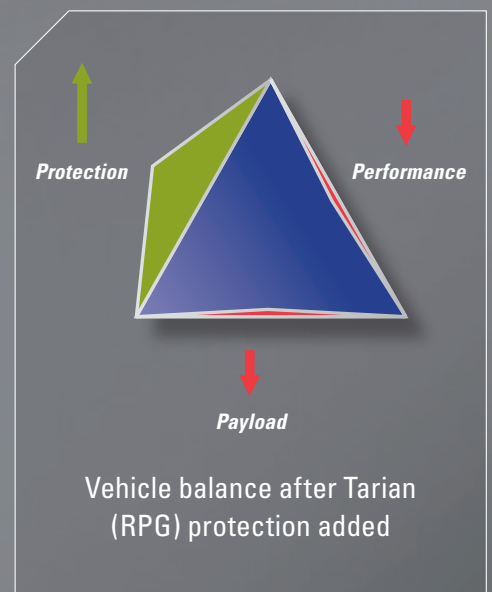 Protection
Performance
Payload
Vehicle balance after Tarian
(RPG) protection added